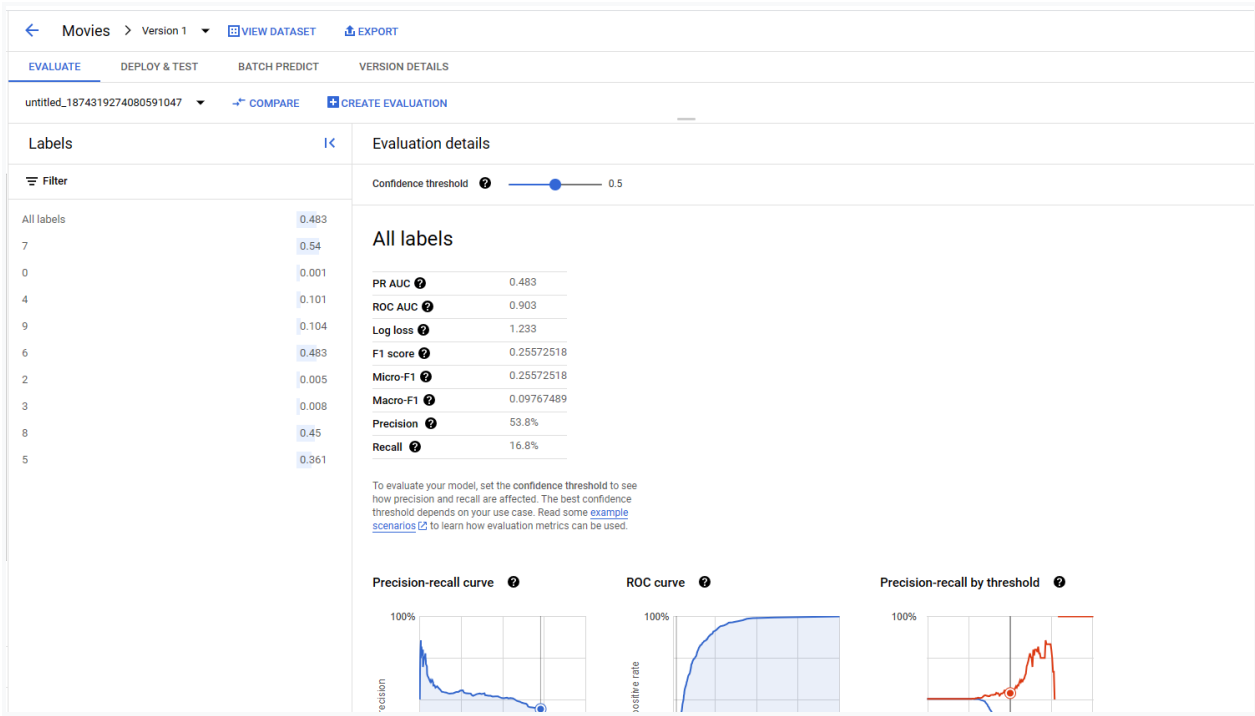 Movies > Version 1 VIEW DATASET EXPORT
EVALUATE DEPLOY & TEST BATCH PREDICT VERSION DETAILS
untitled_1874319274080591047 COMPARE CREATE EVALUATION
Labels
Filter
All labels 0.483
7 0.54
0 0.001
4 0.101
9 0.104
6 0.483
2 0.005
3 0.008
8 0.45
5 0.361
Evaluation details
Confidence threshold ? 0.5
All labels
PR AUC ? 0.483
ROC AUC ? 0.903
Log loss ? 1.233
F1 score ? 0.25572518
Micro-F1 ? 0.25572518
Macro-F1 ? 0.09767489
Precision ? 53.8%
Recall ? 16.8%
To evaluate your model, set the confidence threshold to see
how precision and recall are affected. The best confidence
threshold depends on your use case. Read some example
scenarios to learn how evaluation metrics can be used.
Precision-recall curve ? ROC curve ? Precision-recall by threshold ?
100% 100% 100%
recision
positive rate